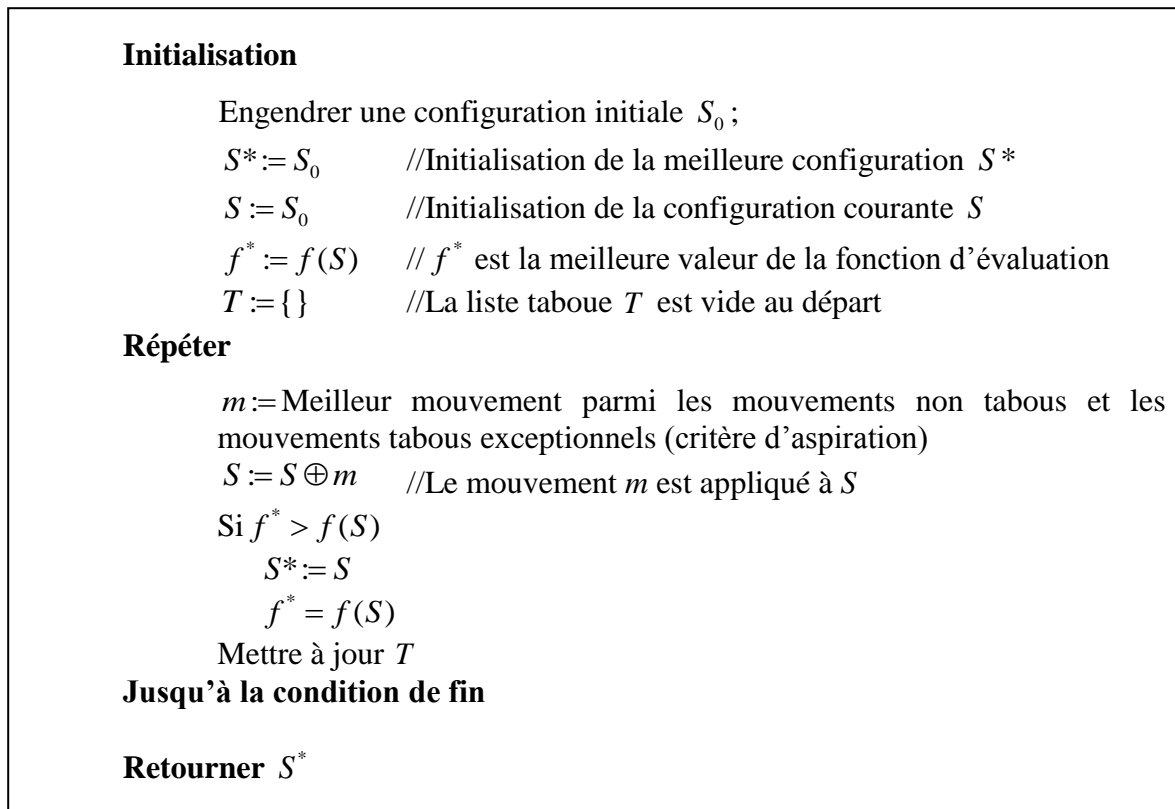 Initialisation
Engendrer une configuration initiale S₀ ;
S* := S₀ //Initialisation de la meilleure configuration S *
S := S₀ //Initialisation de la configuration courante S
f* := f(S) // f* est la meilleure valeur de la fonction d’évaluation
T := { } //La liste taboue T est vide au départ
Répéter
m := Meilleur mouvement parmi les mouvements non tabous et les
mouvements tabous exceptionnels (critère d'aspiration)
S := S ⊕ m //Le mouvement m est appliqué à S
Si f* > f(S)
S* := S
f* = f(S)
Mettre à jour T
Jusqu’à la condition de fin
Retourner S*